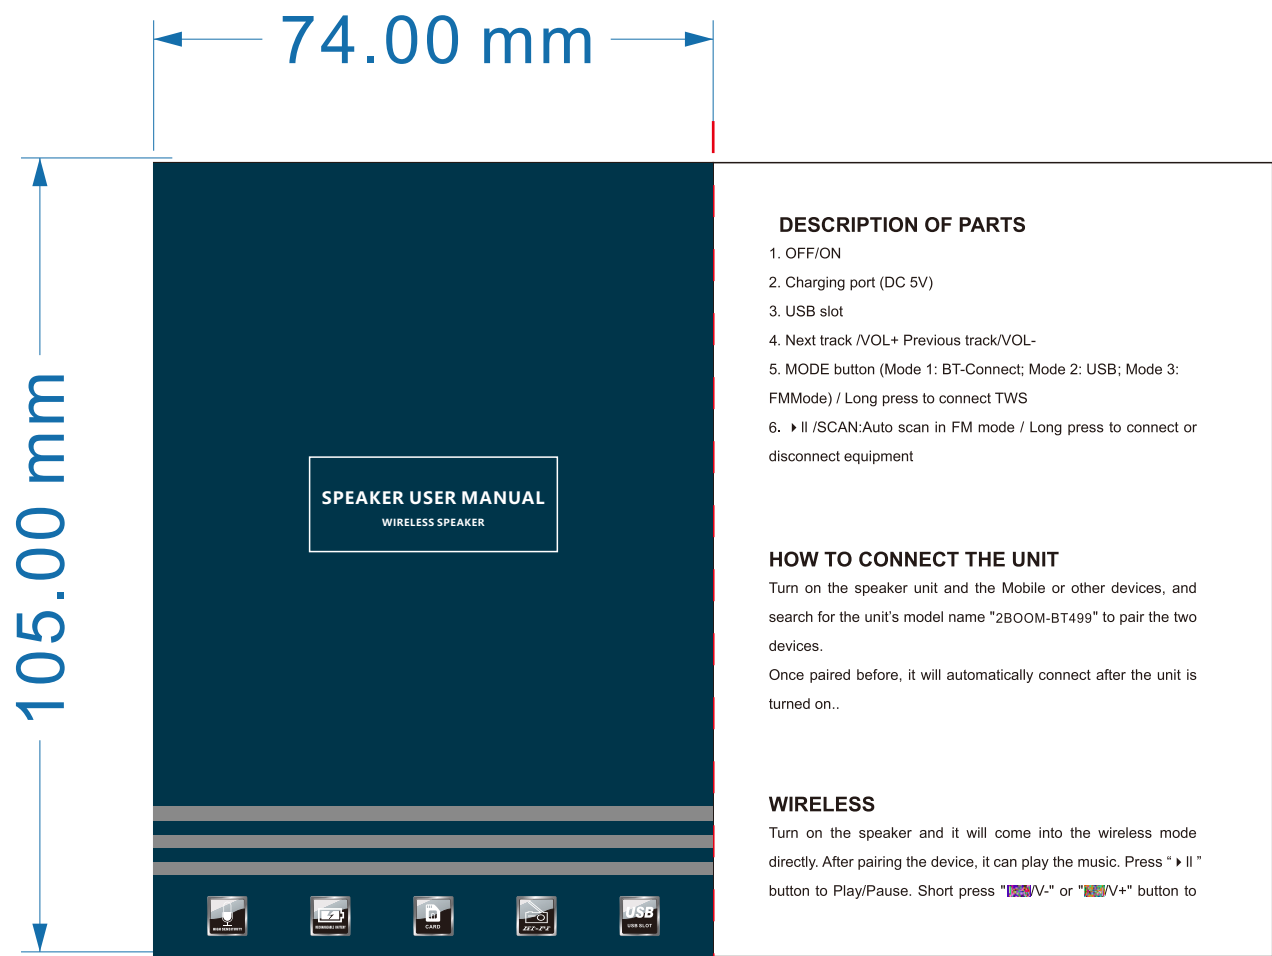 74.00 mm
105.00 mm
SPEAKER USER MANUAL
WIRELESS SPEAKER
HIGH SENSITIVITY
RECHARGEABLE BATTERY
CARD
HI-FI
USB
USB SLOT
DESCRIPTION OF PARTS
1. OFF/ON
2. Charging port (DC 5V)
3. USB slot
4. Next track /VOL+ Previous track/VOL-
5. MODE button (Mode 1: BT-Connect; Mode 2: USB; Mode 3:
FMMode) / Long press to connect TWS
6. ⏵II /SCAN:Auto scan in FM mode / Long press to connect or
disconnect equipment
HOW TO CONNECT THE UNIT
Turn on the speaker unit and the Mobile or other devices, and
search for the unit’s model name "2BOOM-BT499" to pair the two
devices.
Once paired before, it will automatically connect after the unit is
turned on..
WIRELESS
Turn on the speaker and it will come into the wireless mode
directly. After pairing the device, it can play the music. Press “⏵II ”
button to Play/Pause. Short press "/V-" or "/V+" button to